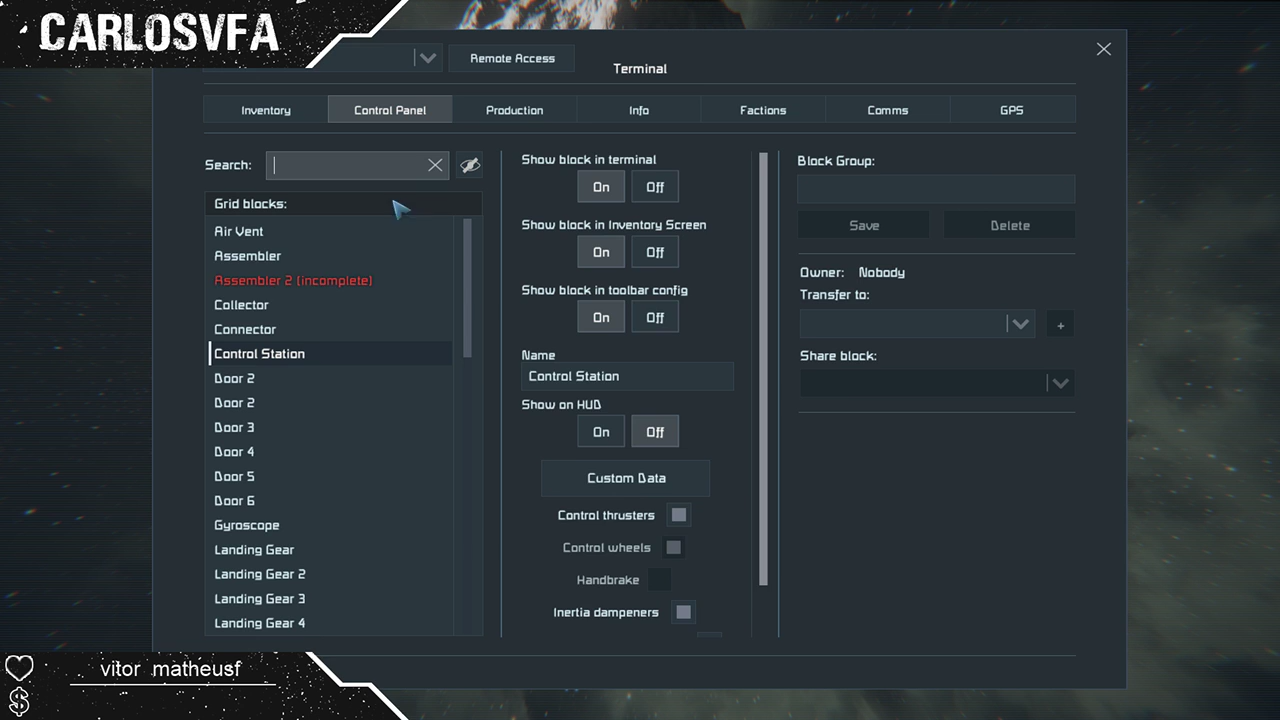 CARLOSVFA
Remote Access
Terminal
Inventory
Control Panel
Production
Info
Factions
Comms
GPS
Search:
Grid blocks:
Air Vent
Assembler
Assembler 2 (incomplete)
Collector
Connector
Control Station
Door 2
Door 2
Door 3
Door 4
Door 5
Door 6
Gyroscope
Landing Gear
Landing Gear 2
Landing Gear 3
Landing Gear 4
Show block in terminal
On Off
Show block in Inventory Screen
On Off
Show block in toolbar config
On Off
Name
Control Station
Show on HUD
On Off
Custom Data
Control thrusters
Control wheels
Handbrake
Inertia dampeners
Block Group:
Save Delete
Owner: Nobody
Transfer to:
+
Share block:
vitor matheusf
$